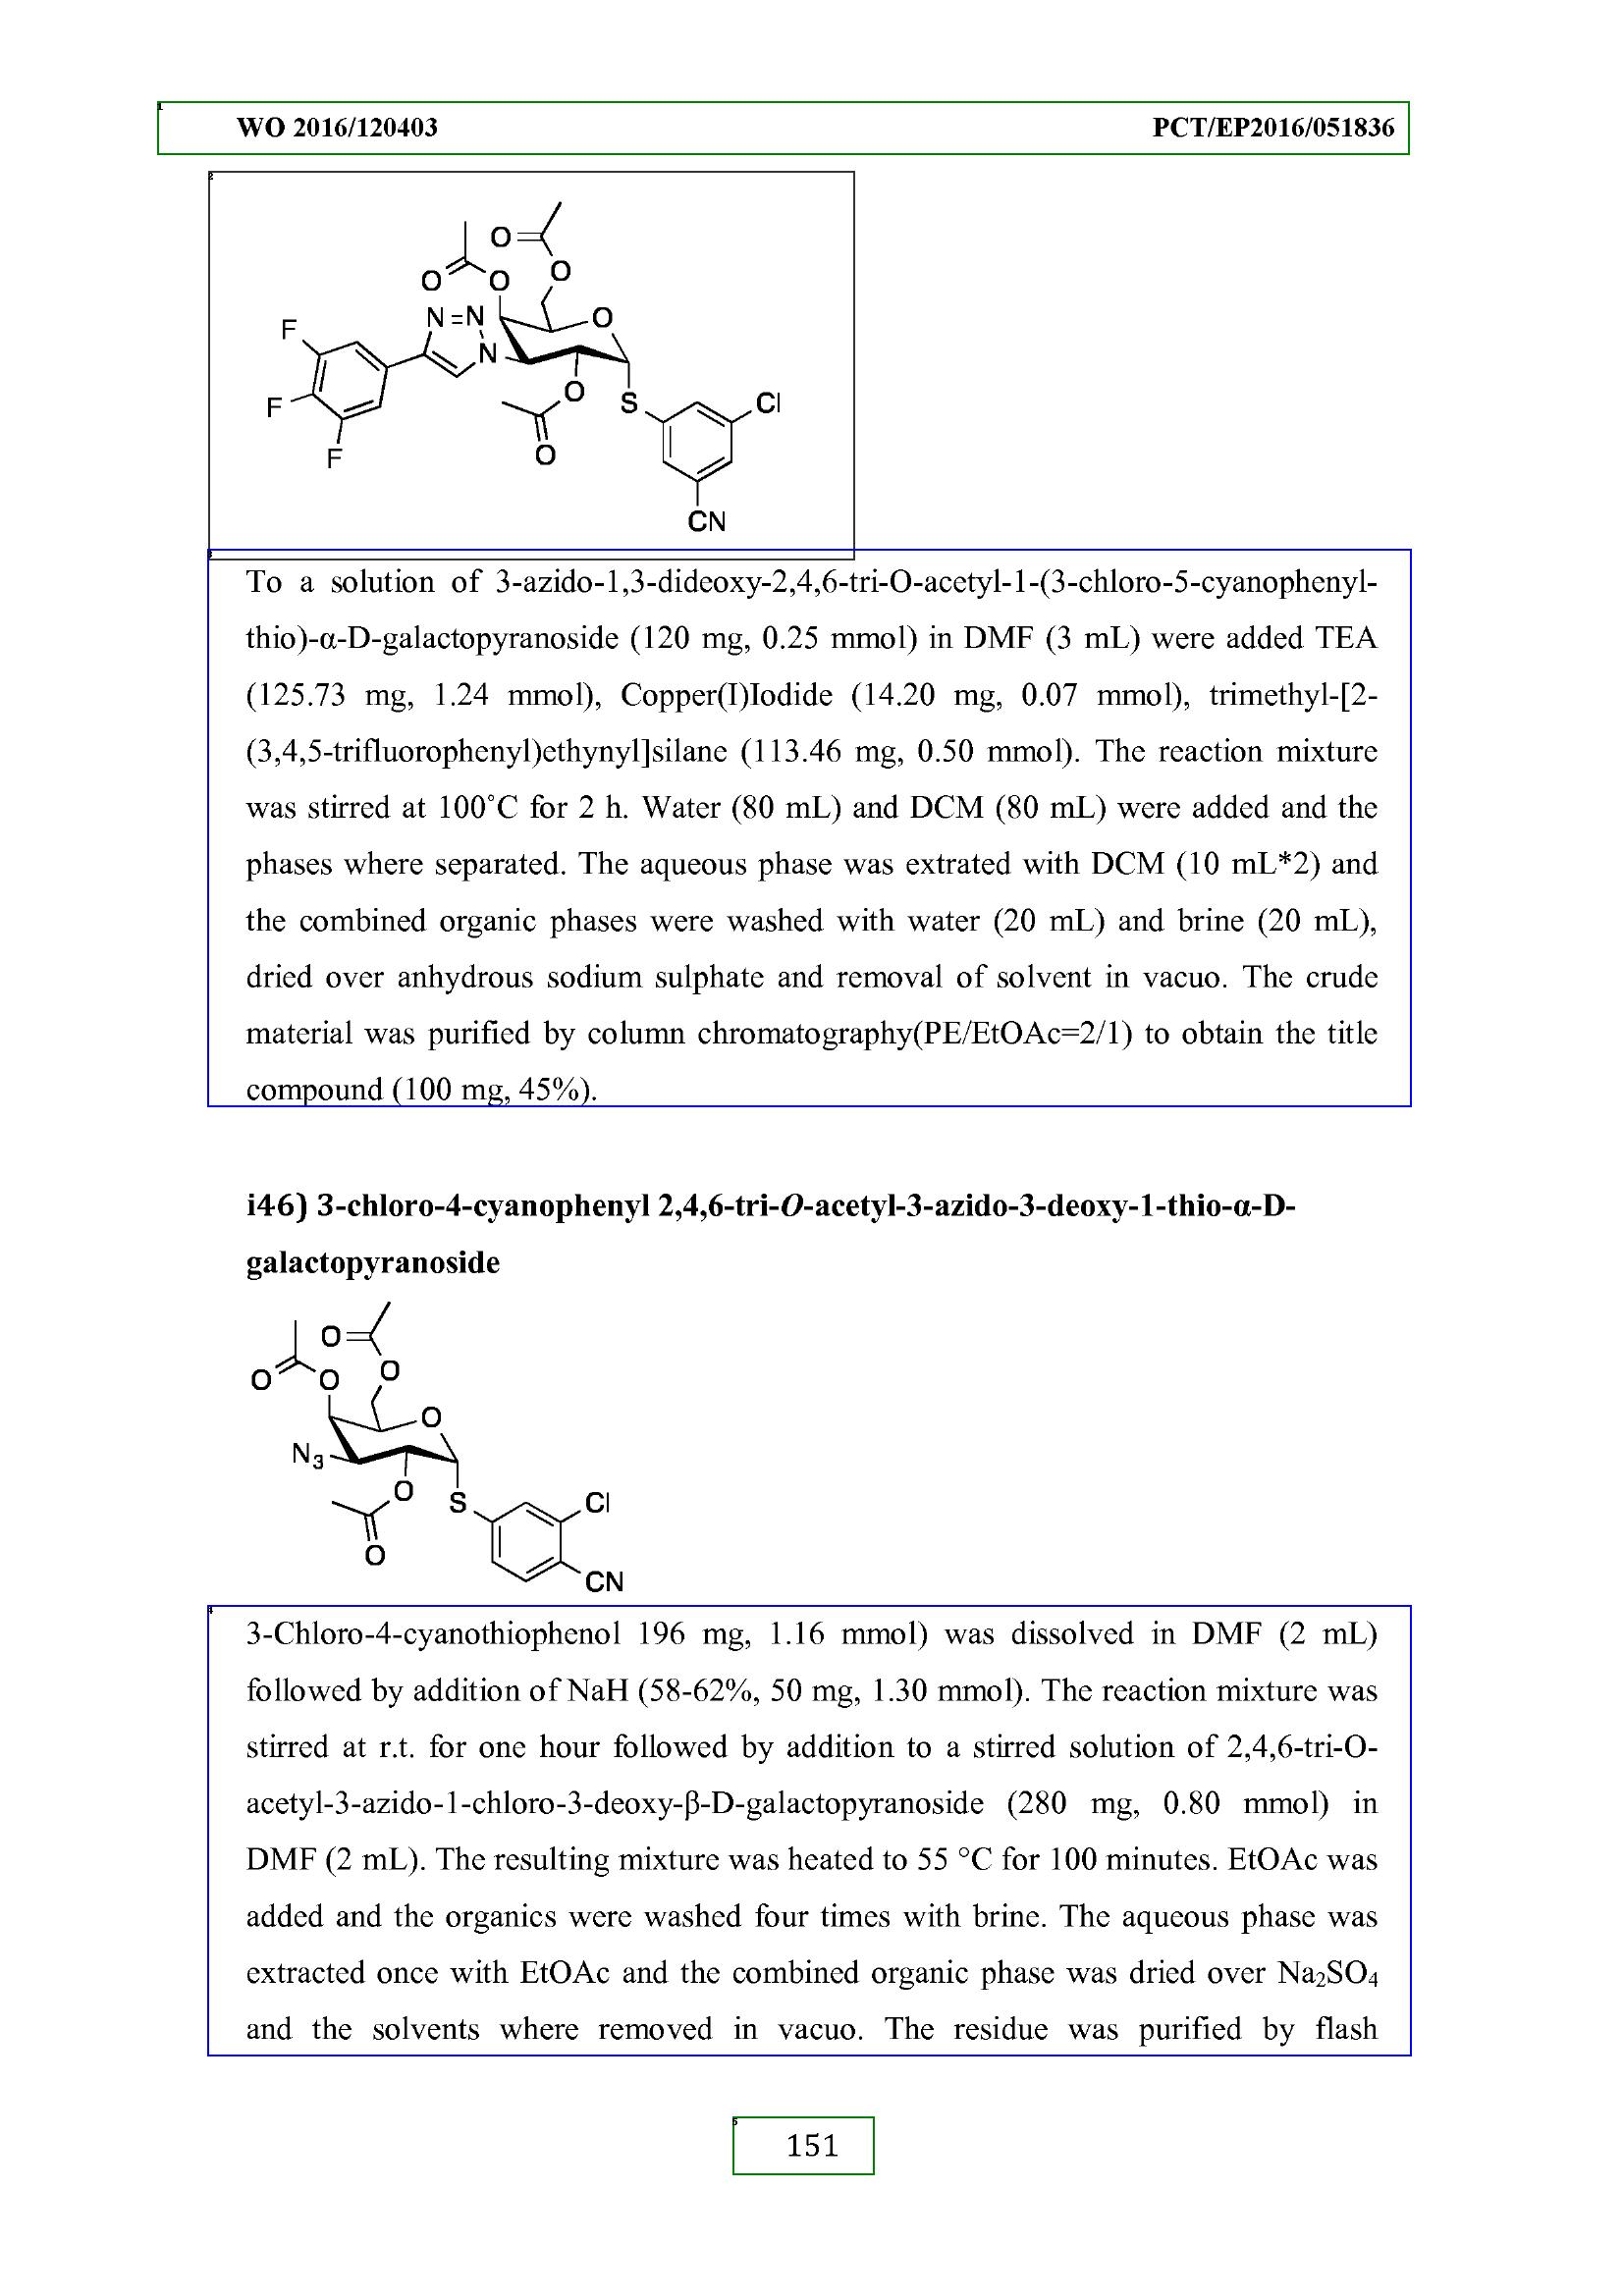 WO 2016/120403 PCT/EP2016/051836
O
O O
O
N=N O
F
N
F O S Cl
F O
CN
To a solution of 3-azido-1,3-dideoxy-2,4,6-tri-O-acetyl-1-(3-chloro-5-cyanophenyl-
thio)-α-D-galactopyranoside (120 mg, 0.25 mmol) in DMF (3 mL) were added TEA
(125.73 mg, 1.24 mmol), Copper(I)Iodide (14.20 mg, 0.07 mmol), trimethyl-[2-
(3,4,5-trifluorophenyl)ethynyl]silane (113.46 mg, 0.50 mmol). The reaction mixture
was stirred at 100˚C for 2 h. Water (80 mL) and DCM (80 mL) were added and the
phases where separated. The aqueous phase was extrated with DCM (10 mL*2) and
the combined organic phases were washed with water (20 mL) and brine (20 mL),
dried over anhydrous sodium sulphate and removal of solvent in vacuo. The crude
material was purified by column chromatography(PE/EtOAc=2/1) to obtain the title
compound (100 mg, 45%).
i46) 3-chloro-4-cyanophenyl 2,4,6-tri-O-acetyl-3-azido-3-deoxy-1-thio-α-D-
galactopyranoside
O
O O O
O
N3
O S Cl
O
CN
3-Chloro-4-cyanothiophenol 196 mg, 1.16 mmol) was dissolved in DMF (2 mL)
followed by addition of NaH (58-62%, 50 mg, 1.30 mmol). The reaction mixture was
stirred at r.t. for one hour followed by addition to a stirred solution of 2,4,6-tri-O-
acetyl-3-azido-1-chloro-3-deoxy-β-D-galactopyranoside (280 mg, 0.80 mmol) in
DMF (2 mL). The resulting mixture was heated to 55 °C for 100 minutes. EtOAc was
added and the organics were washed four times with brine. The aqueous phase was
extracted once with EtOAc and the combined organic phase was dried over Na₂SO₄
and the solvents where removed in vacuo. The residue was purified by flash
151